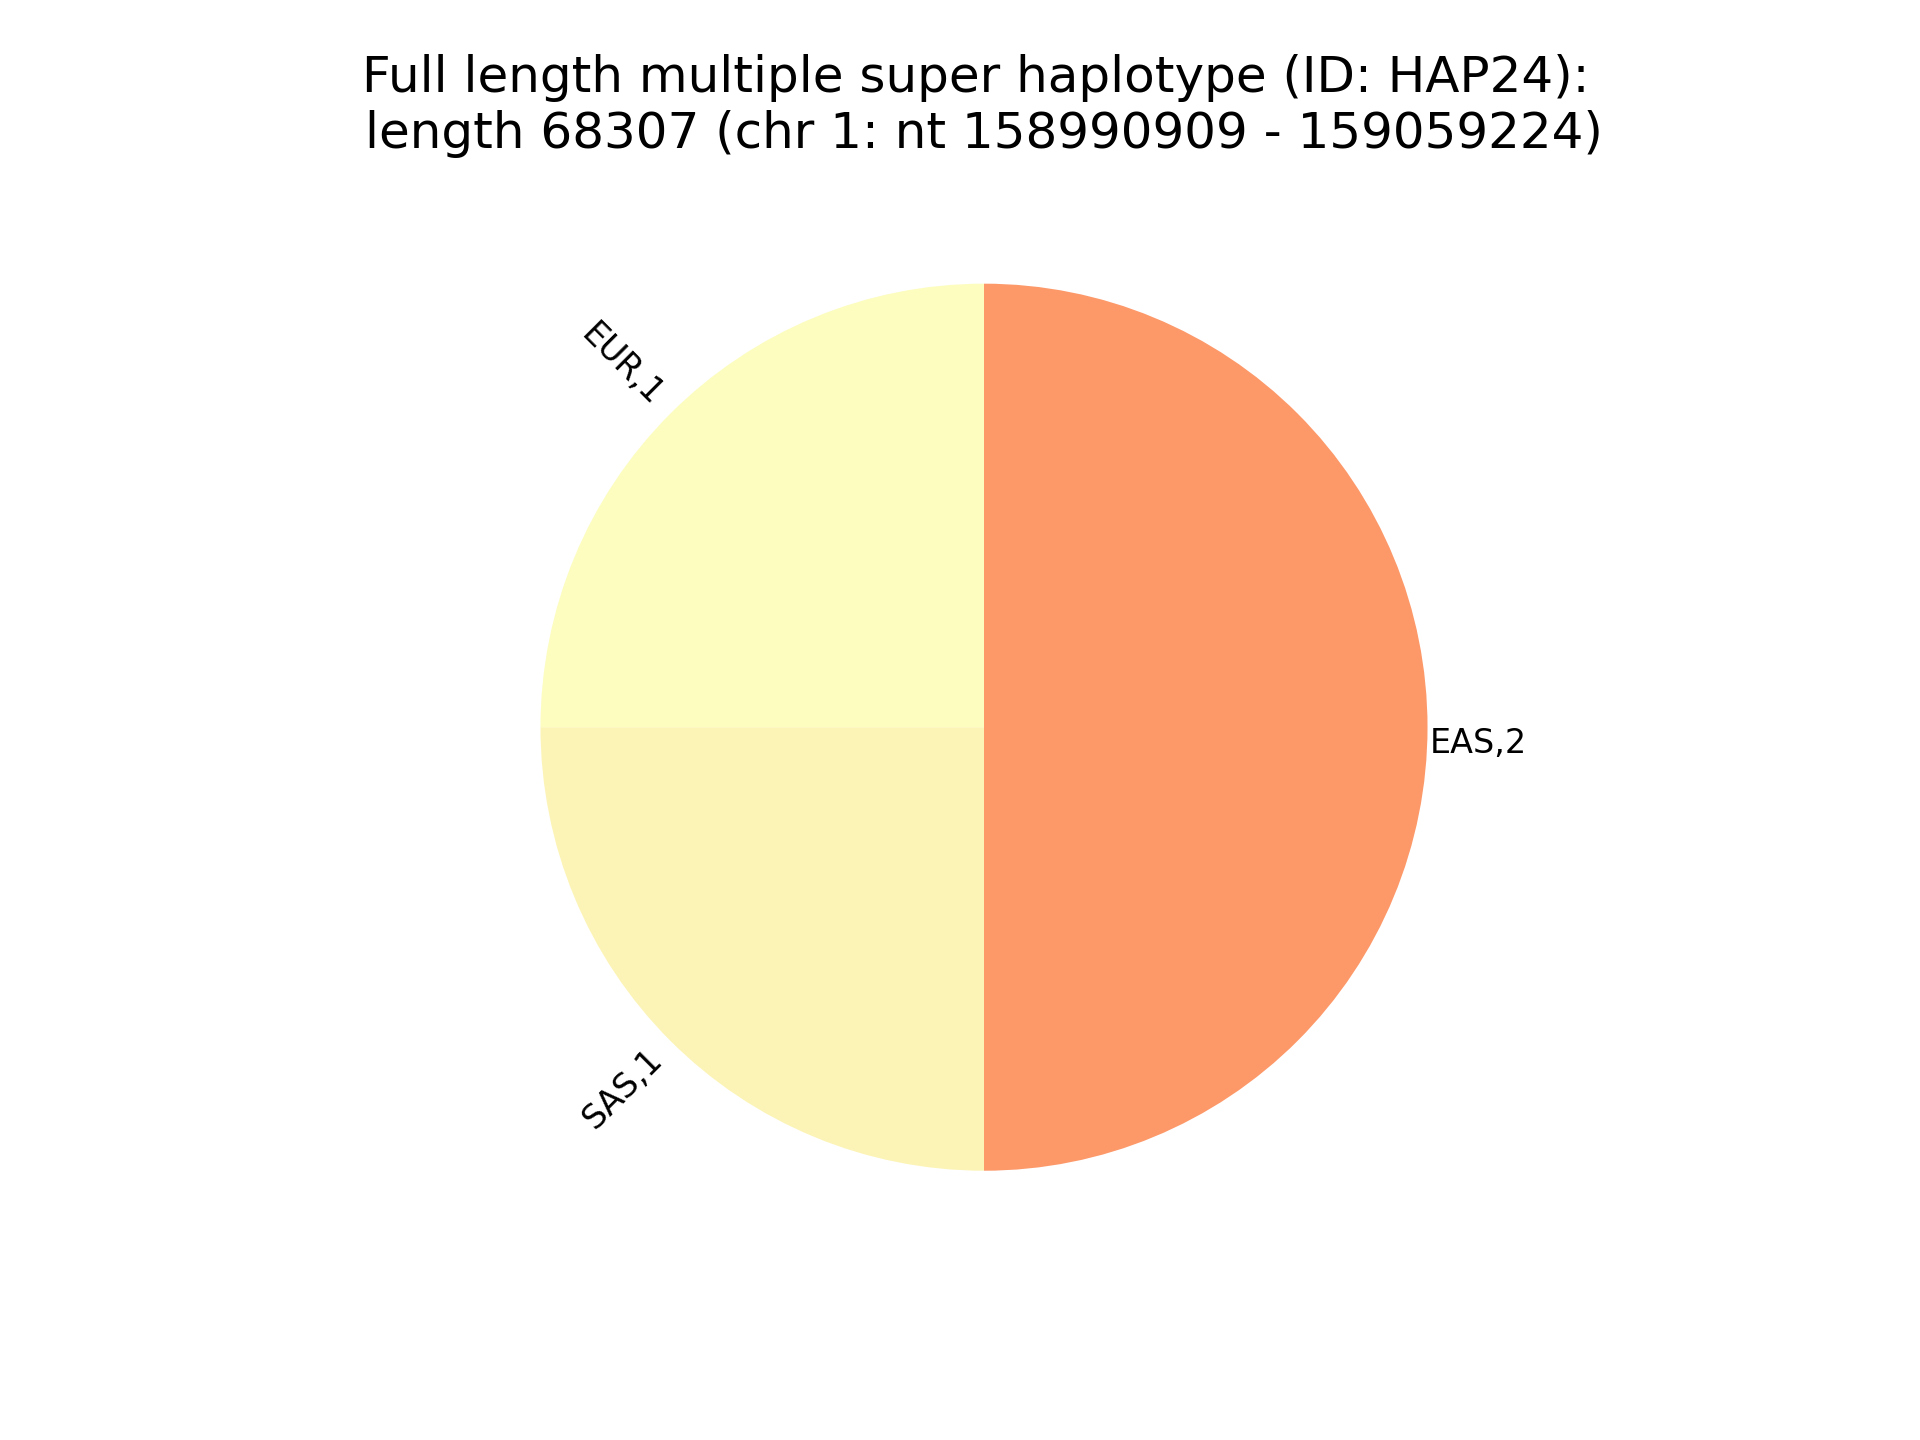 Full length multiple super haplotype (ID: HAP24):
length 68307 (chr 1: nt 158990909 - 159059224)
EUR,1
EAS,2
SAS,1